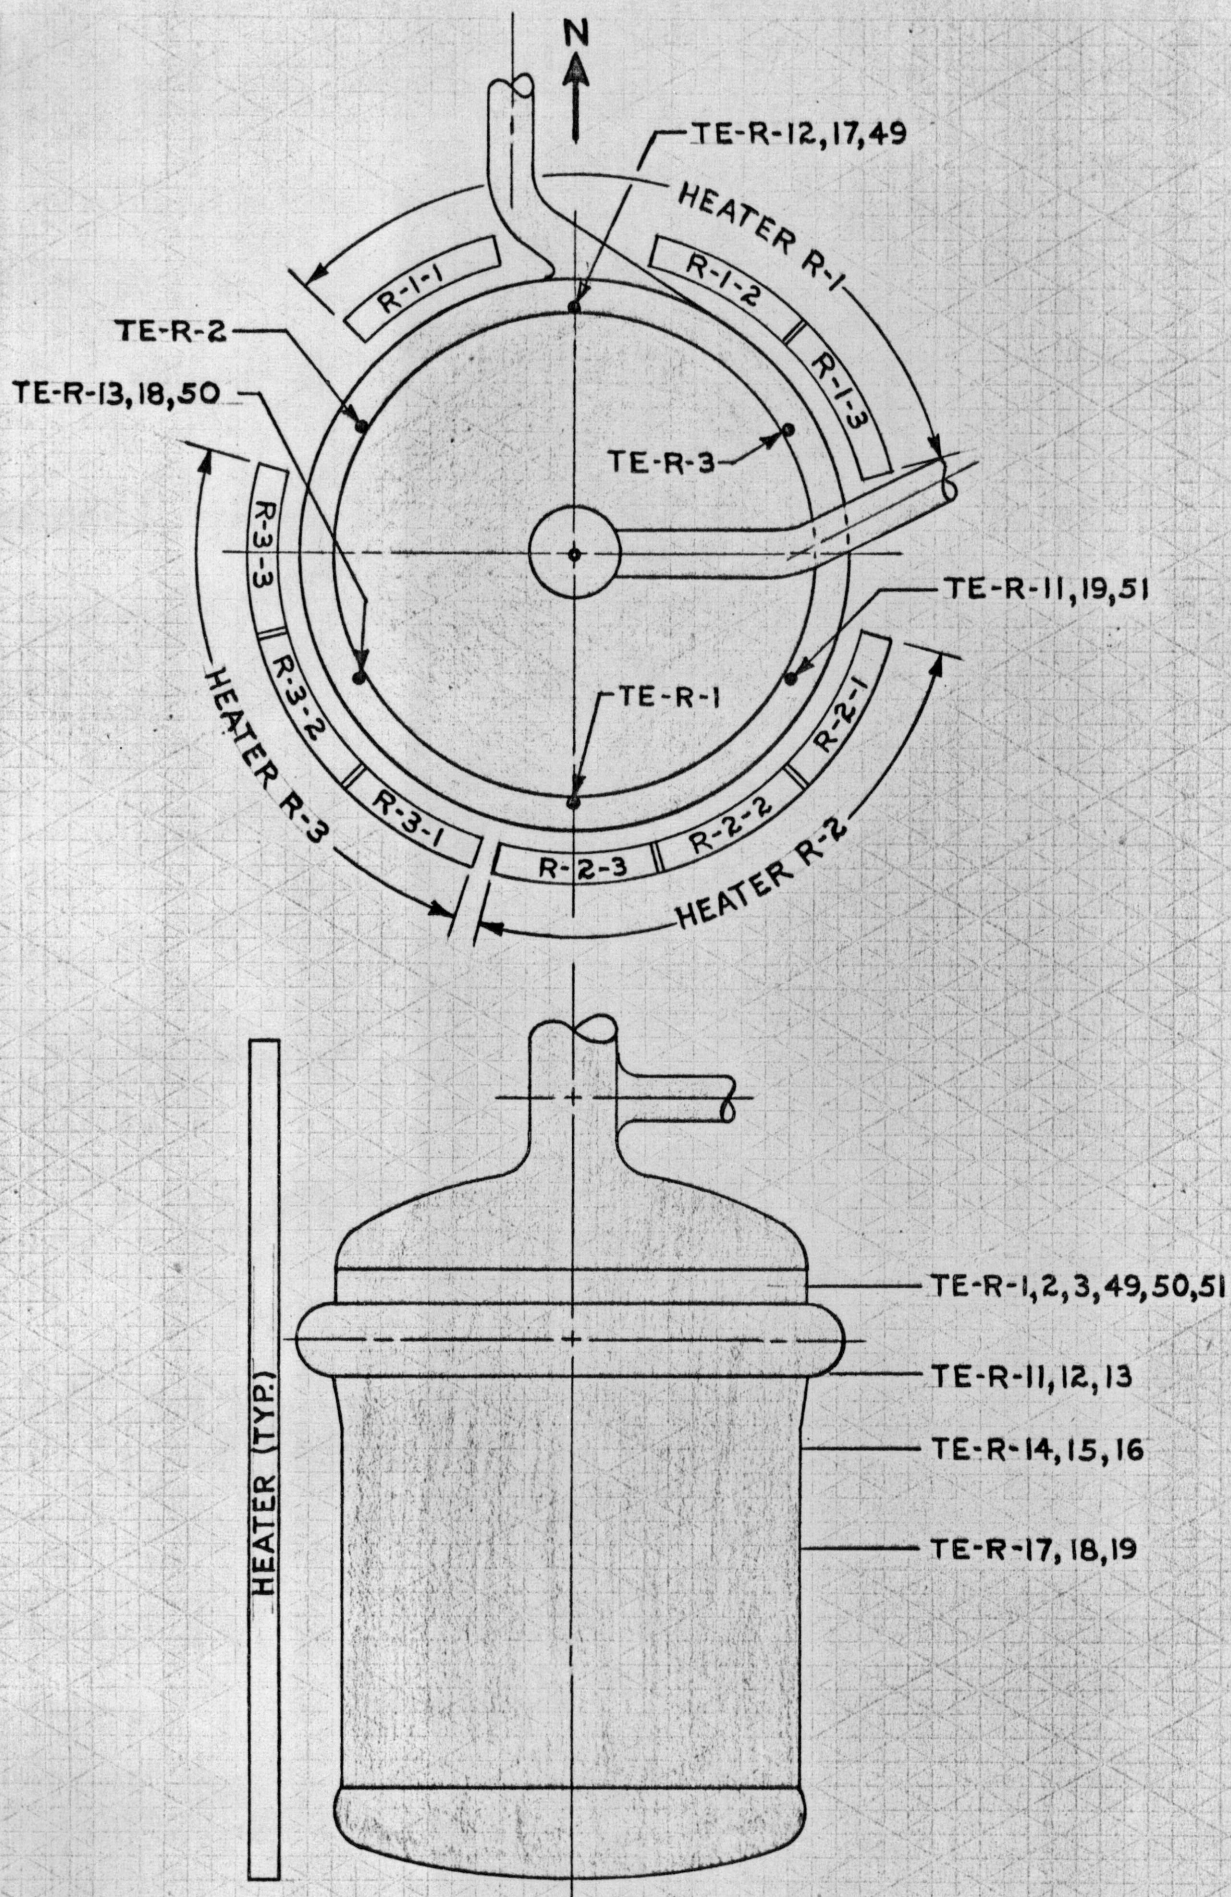 N
TE-R-12,17,49
HEATER R-1
R-1-1
R-1-2
R-1-3
TE-R-2
TE-R-13,18,50
TE-R-3
R-3-3
TE-R-11,19,51
R-3-2
TE-R-1
R-2-1
HEATER R-3
R-3-1
R-2-2
R-2-3
HEATER R-2
TE-R-1,2,3,49,50,51
TE-R-11,12,13
HEATER (TYP.)
TE-R-14,15,16
TE-R-17,18,19